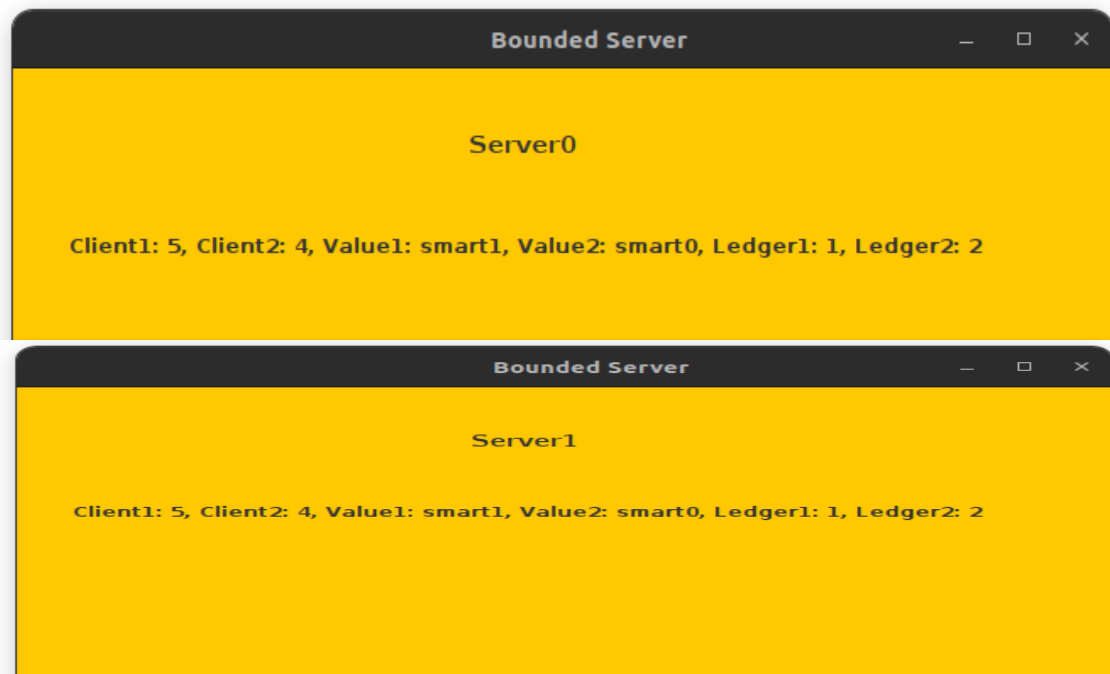 Bounded Server
Server0
Client1: 5, Client2: 4, Value1: smart1, Value2: smart0, Ledger1: 1, Ledger2: 2
Bounded Server
Server1
Client1: 5, Client2: 4, Value1: smart1, Value2: smart0, Ledger1: 1, Ledger2: 2